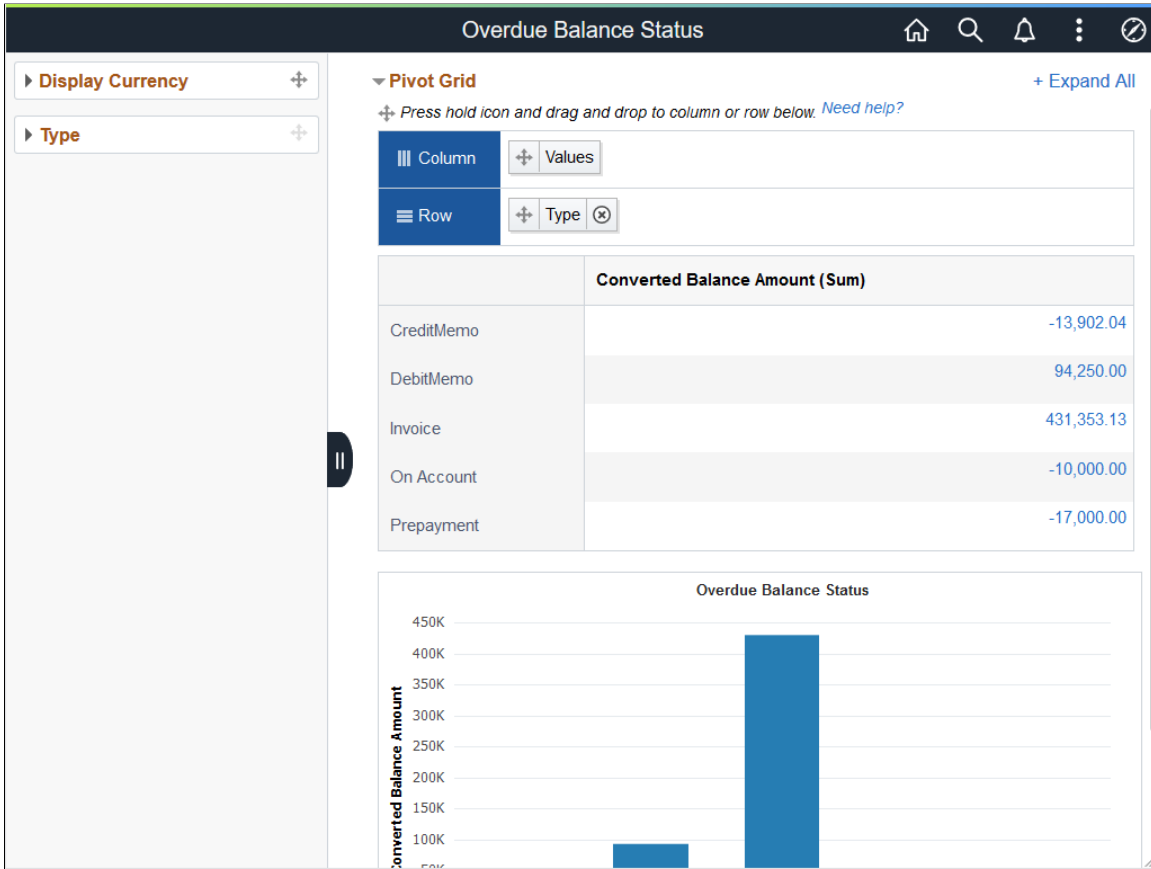 Overdue Balance Status
Display Currency
Type
Pivot Grid
+ Expand All
Press hold icon and drag and drop to column or row below. Need help?
Column
Values
Row
Type
Converted Balance Amount (Sum)
CreditMemo -13,902.04
DebitMemo 94,250.00
Invoice 431,353.13
On Account -10,000.00
Prepayment -17,000.00
Overdue Balance Status
450K
400K
350K
300K
250K
200K
150K
100K
50K
Converted Balance Amount